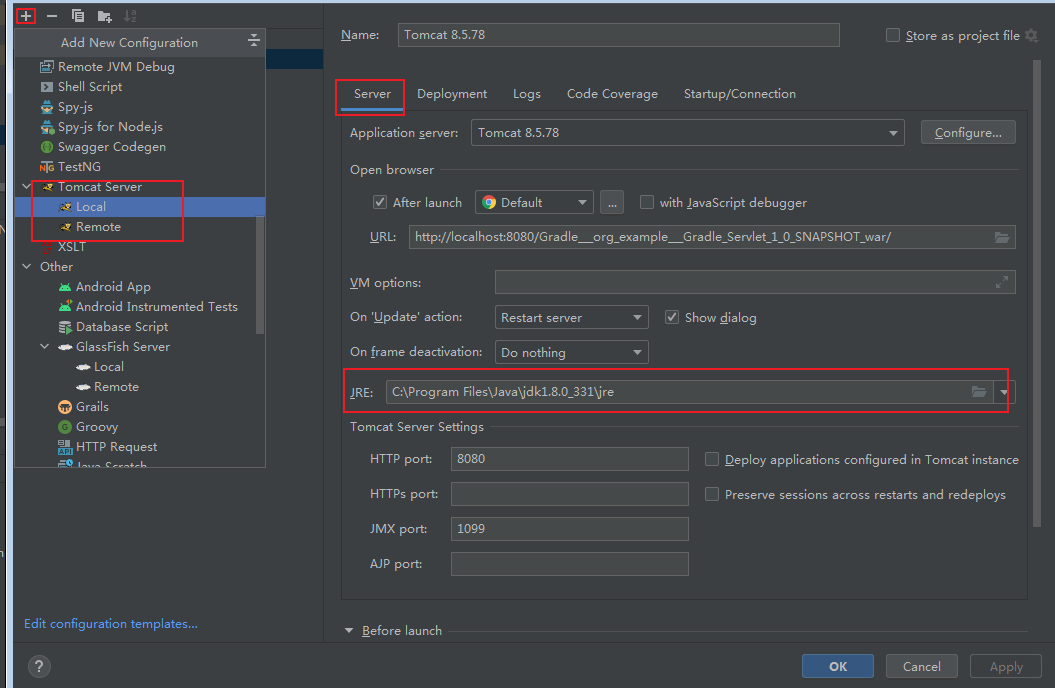 Add New Configuration
Remote JVM Debug
Shell Script
Spy-js
Spy-js for Node.js
Swagger Codegen
TestNG
Tomcat Server
Local
Remote
XSLT
Other
Android App
Android Instrumented Tests
Database Script
GlassFish Server
Local
Remote
Grails
Groovy
HTTP Request
Java Scratch
Edit configuration templates...
?
Name: Tomcat 8.5.78 Store as project file
Server Deployment Logs Code Coverage Startup/Connection
Application server: Tomcat 8.5.78 Configure...
Open browser
After launch Default ... with JavaScript debugger
URL: http://localhost:8080/Gradle___org_example___Gradle_Servlet_1_0_SNAPSHOT_war/
VM options:
On 'Update' action: Restart server Show dialog
On frame deactivation: Do nothing
JRE: C:\Program Files\Java\jdk1.8.0_331\jre
Tomcat Server Settings
HTTP port: 8080 Deploy applications configured in Tomcat instance
HTTPs port: Preserve sessions across restarts and redeploys
JMX port: 1099
AJP port:
Before launch
OK Cancel Apply